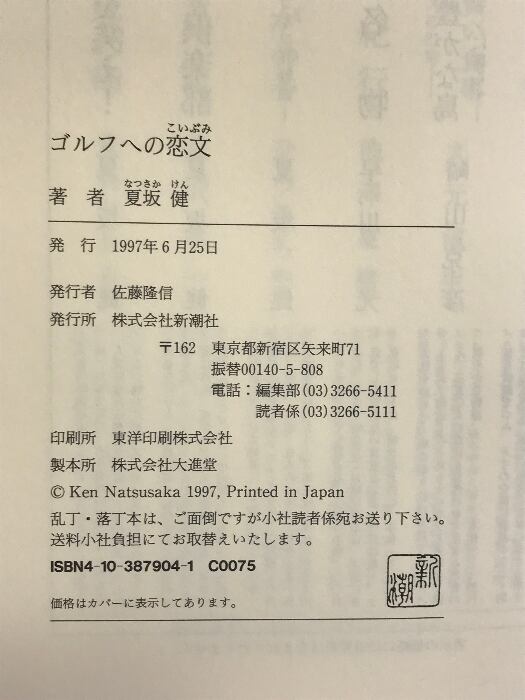 こいぶみ
ゴルフへの恋文
なつさか けん
著 者 夏坂 健
発 行 1997年6月25日
発行者 佐藤隆信
発行所 株式会社新潮社
〒162 東京都新宿区矢来町71
振替00140-5-808
電話：編集部(03)3266-5411
読者係(03)3266-5111
印刷所 東洋印刷株式会社
製本所 株式会社大進堂
© Ken Natsusaka 1997, Printed in Japan
乱丁・落丁本は、ご面倒ですが小社読者係宛お送り下さい。
送料小社負担にてお取替えいたします。
ISBN4-10-387904-1 C0075
新潮
価格はカバーに表示してあります。